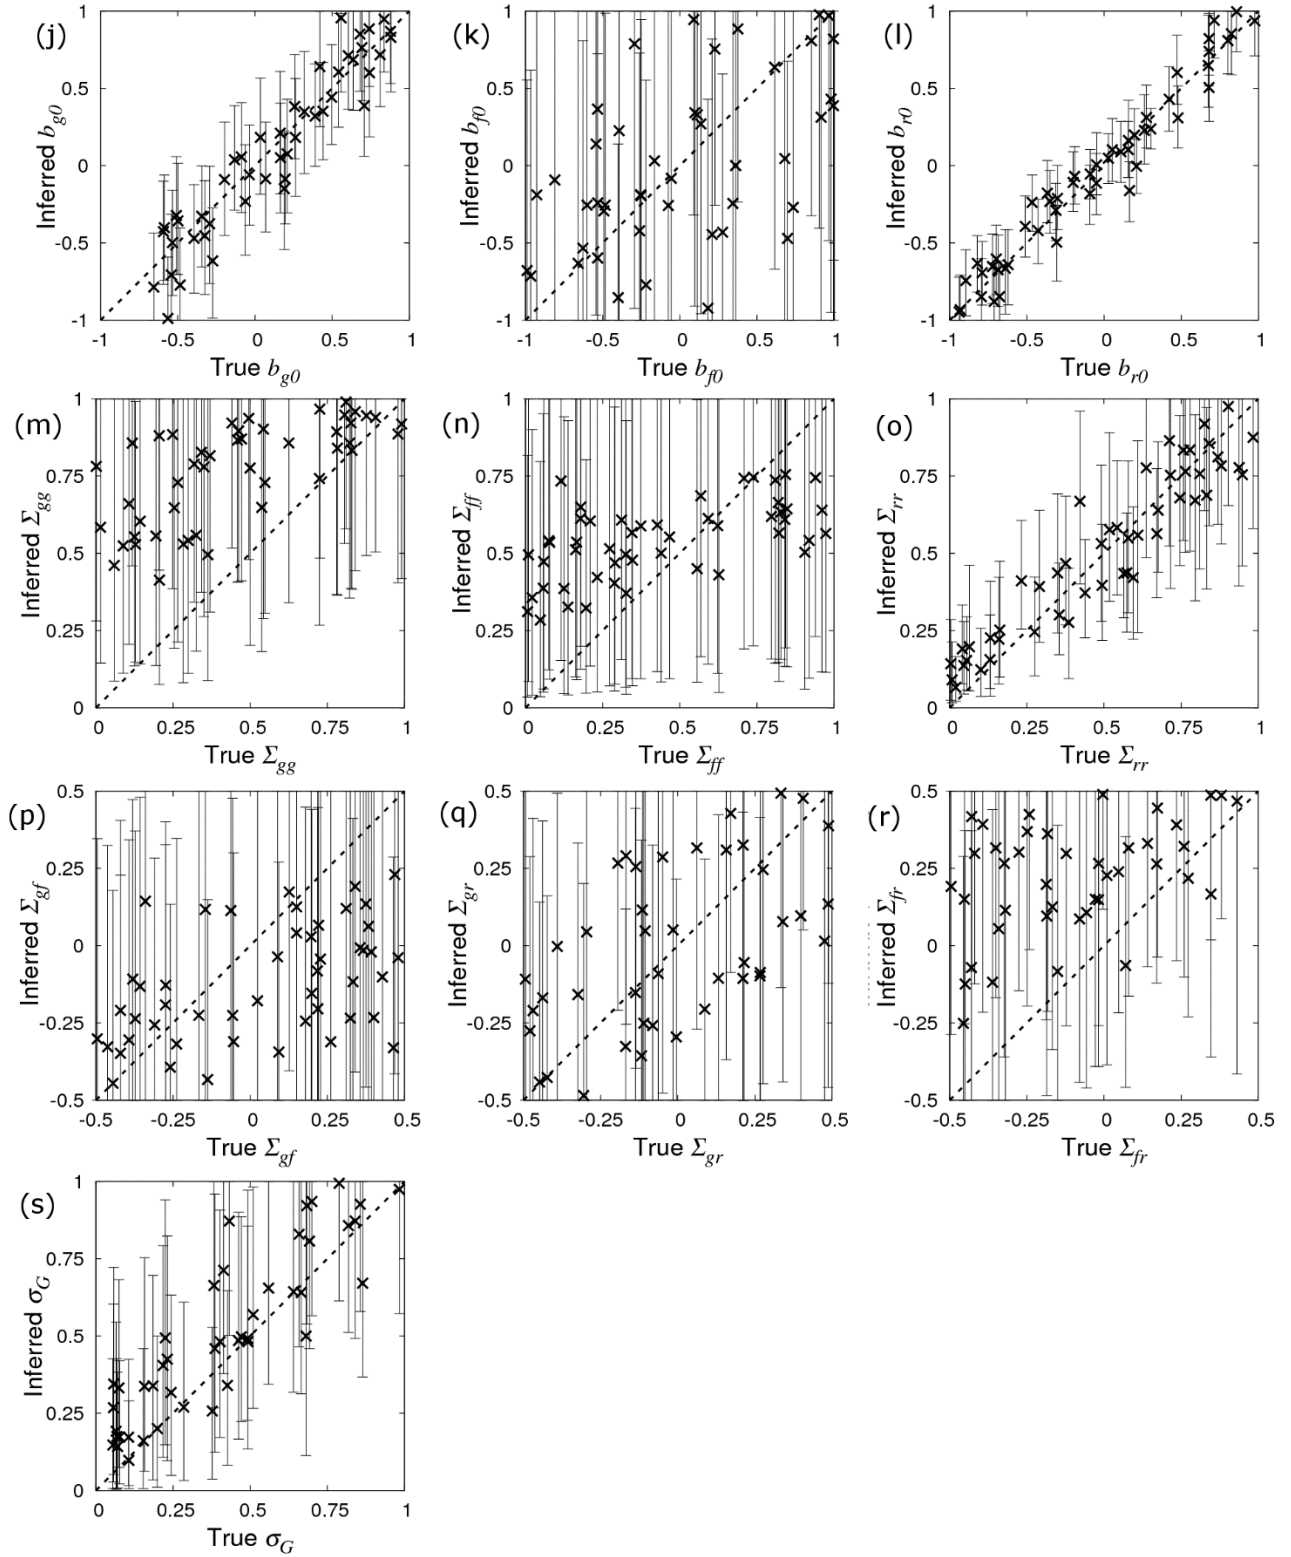 (j)
1
0.5
0
-0.5
-1
Inferred b_g0
-1 -0.5 0 0.5 1
True b_g0
(k)
1
0.5
0
-0.5
-1
Inferred b_f0
-1 -0.5 0 0.5 1
True b_f0
(l)
1
0.5
0
-0.5
-1
Inferred b_r0
-1 -0.5 0 0.5 1
True b_r0
(m)
1
0.75
0.5
0.25
0
Inferred Σ_gg
0 0.25 0.5 0.75 1
True Σ_gg
(n)
1
0.75
0.5
0.25
0
Inferred Σ_ff
0 0.25 0.5 0.75 1
True Σ_ff
(o)
1
0.75
0.5
0.25
0
Inferred Σ_rr
0 0.25 0.5 0.75 1
True Σ_rr
(p)
0.5
0.25
0
-0.25
-0.5
Inferred Σ_gf
-0.5 -0.25 0 0.25 0.5
True Σ_gf
(q)
0.5
0.25
0
-0.25
-0.5
Inferred Σ_gr
-0.5 -0.25 0 0.25 0.5
True Σ_gr
(r)
0.5
0.25
0
-0.25
-0.5
Inferred Σ_fr
-0.5 -0.25 0 0.25 0.5
True Σ_fr
(s)
1
0.75
0.5
0.25
0
Inferred σ_G
0 0.25 0.5 0.75 1
True σ_G